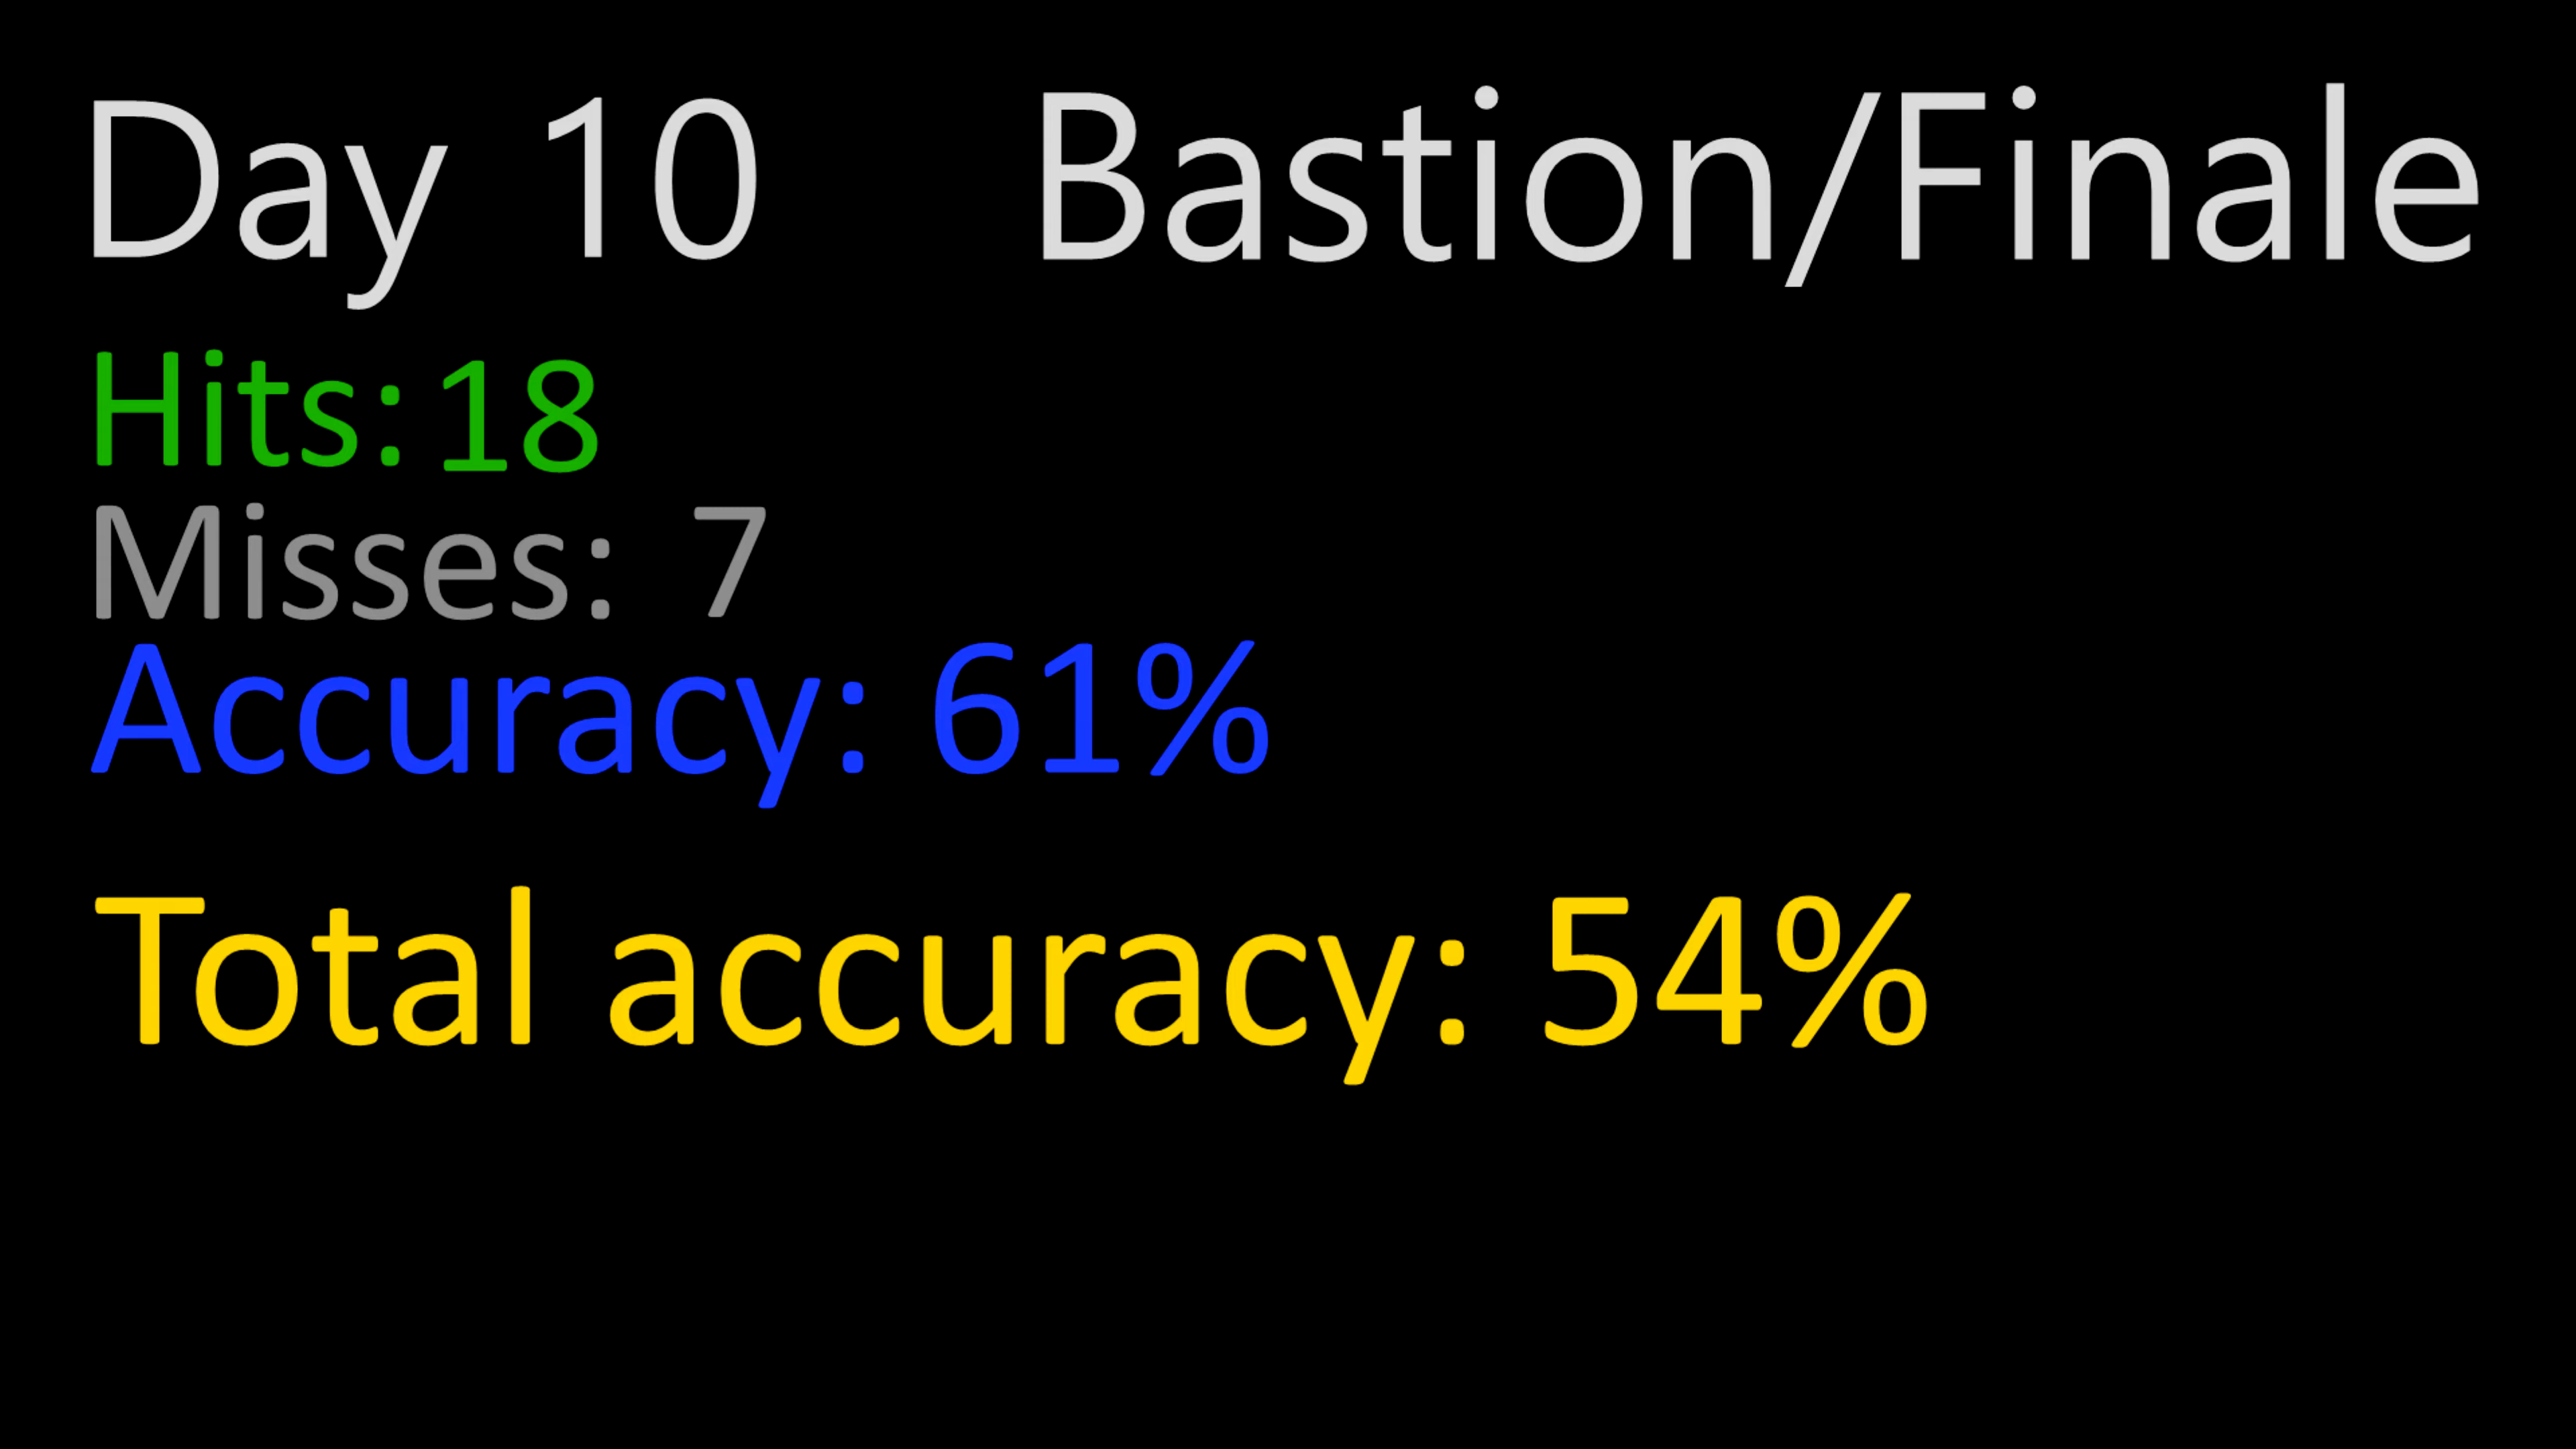 Day 10 Bastion/Finale
Hits: 18
Misses: 7
Accuracy: 61%
Total accuracy: 54%